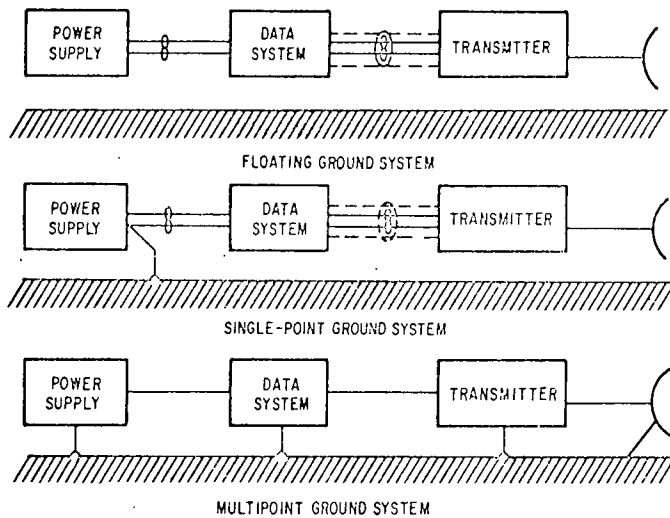 POWER
SUPPLY
DATA
SYSTEM
TRANSMTTER
FLOATING GROUND SYSTEM
POWER
SUPPLY
DATA
SYSTEM
TRANSMITTER
SINGLE-POINT GROUND SYSTEM
POWER
SUPPLY
DATA
SYSTEM
TRANSMITTER
MULTIPOINT GROUND SYSTEM